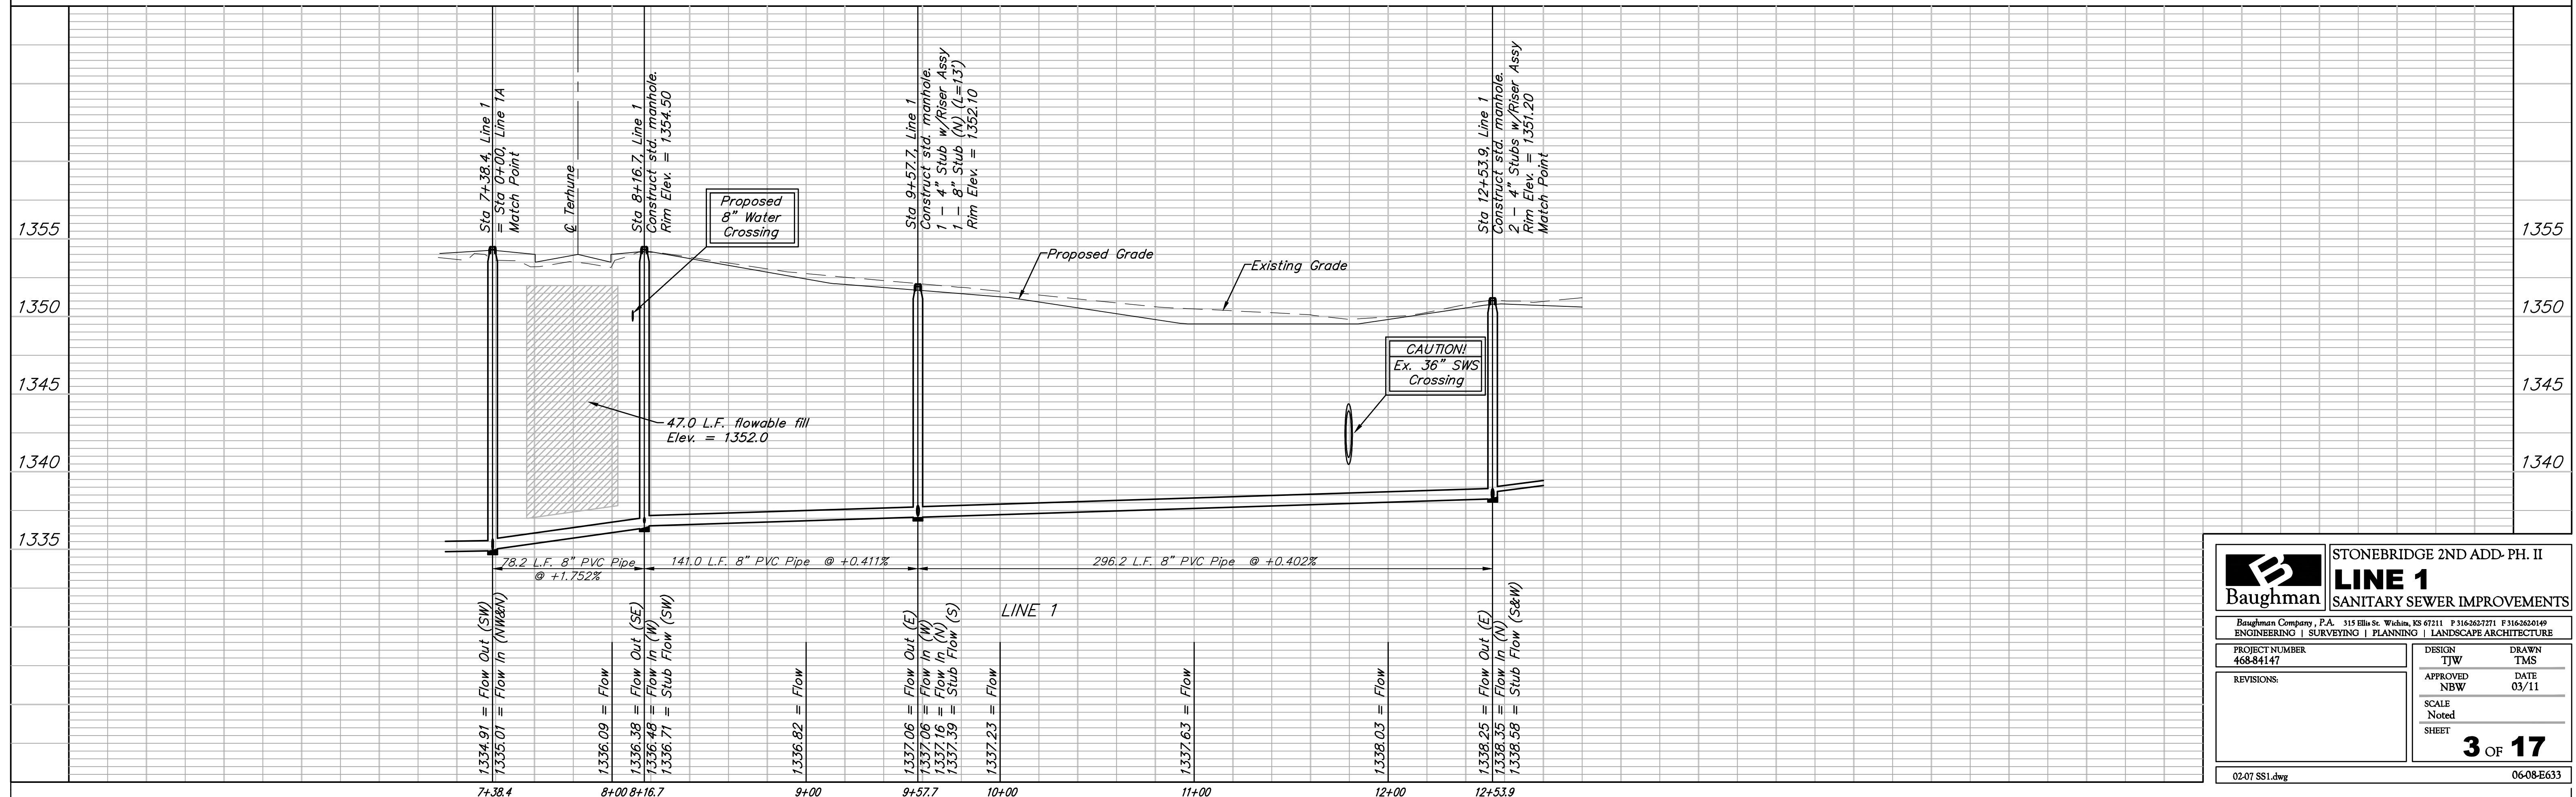 Sta 7+38.4, Line 1
= Sta 0+00, Line 1A
Match Point
℄ Terhune
Sta 8+16.7, Line 1
Construct std. manhole.
Rim Elev. = 1354.50
Proposed
8" Water
Crossing
Sta 9+57.7, Line 1
Construct std. manhole.
1 - 4" Stub w/Riser Assy
1 - 8" Stub (N) (L=13')
Rim Elev. = 1352.10
Sta 12+53.9, Line 1
Construct std. manhole.
2 - 4" Stubs w/Riser Assy
Rim Elev. = 1351.20
Match Point
1355
1355
Proposed Grade
Existing Grade
1350
1350
CAUTION!
Ex. 36" SWS
Crossing
1345
1345
47.0 L.F. flowable fill
Elev. = 1352.0
1340
1340
1335
78.2 L.F. 8" PVC Pipe
@ +1.752%
141.0 L.F. 8" PVC Pipe @ +0.411%
296.2 L.F. 8" PVC Pipe @ +0.402%
LINE 1
1334.91 = Flow Out (SW)
1335.01 = Flow In (NW&N)
1336.09 = Flow
1336.38 = Flow Out (SE)
1336.48 = Flow In (W)
1336.71 = Stub Flow (SW)
1336.82 = Flow
1337.06 = Flow Out (E)
1337.06 = Flow In (W)
1337.16 = Flow In (N)
1337.39 = Stub Flow (S)
1337.23 = Flow
1337.63 = Flow
1338.03 = Flow
1338.25 = Flow Out (E)
1338.35 = Flow In (N)
1338.58 = Stub Flow (S&W)
7+38.4
8+00
8+16.7
9+00
9+57.7
10+00
11+00
12+00
12+53.9
B
Baughman
STONEBRIDGE 2ND ADD- PH. II
LINE 1
SANITARY SEWER IMPROVEMENTS
Baughman Company, P.A. 315 Ellis St. Wichita, KS 67211 P 316-262-7271 F 316-262-0149
ENGINEERING | SURVEYING | PLANNING | LANDSCAPE ARCHITECTURE
PROJECT NUMBER
468-84147
DESIGN
TJW
DRAWN
TMS
REVISIONS:
APPROVED
NBW
DATE
03/11
SCALE
Noted
SHEET
3 OF 17
02-07 SS1.dwg
06-08-E633